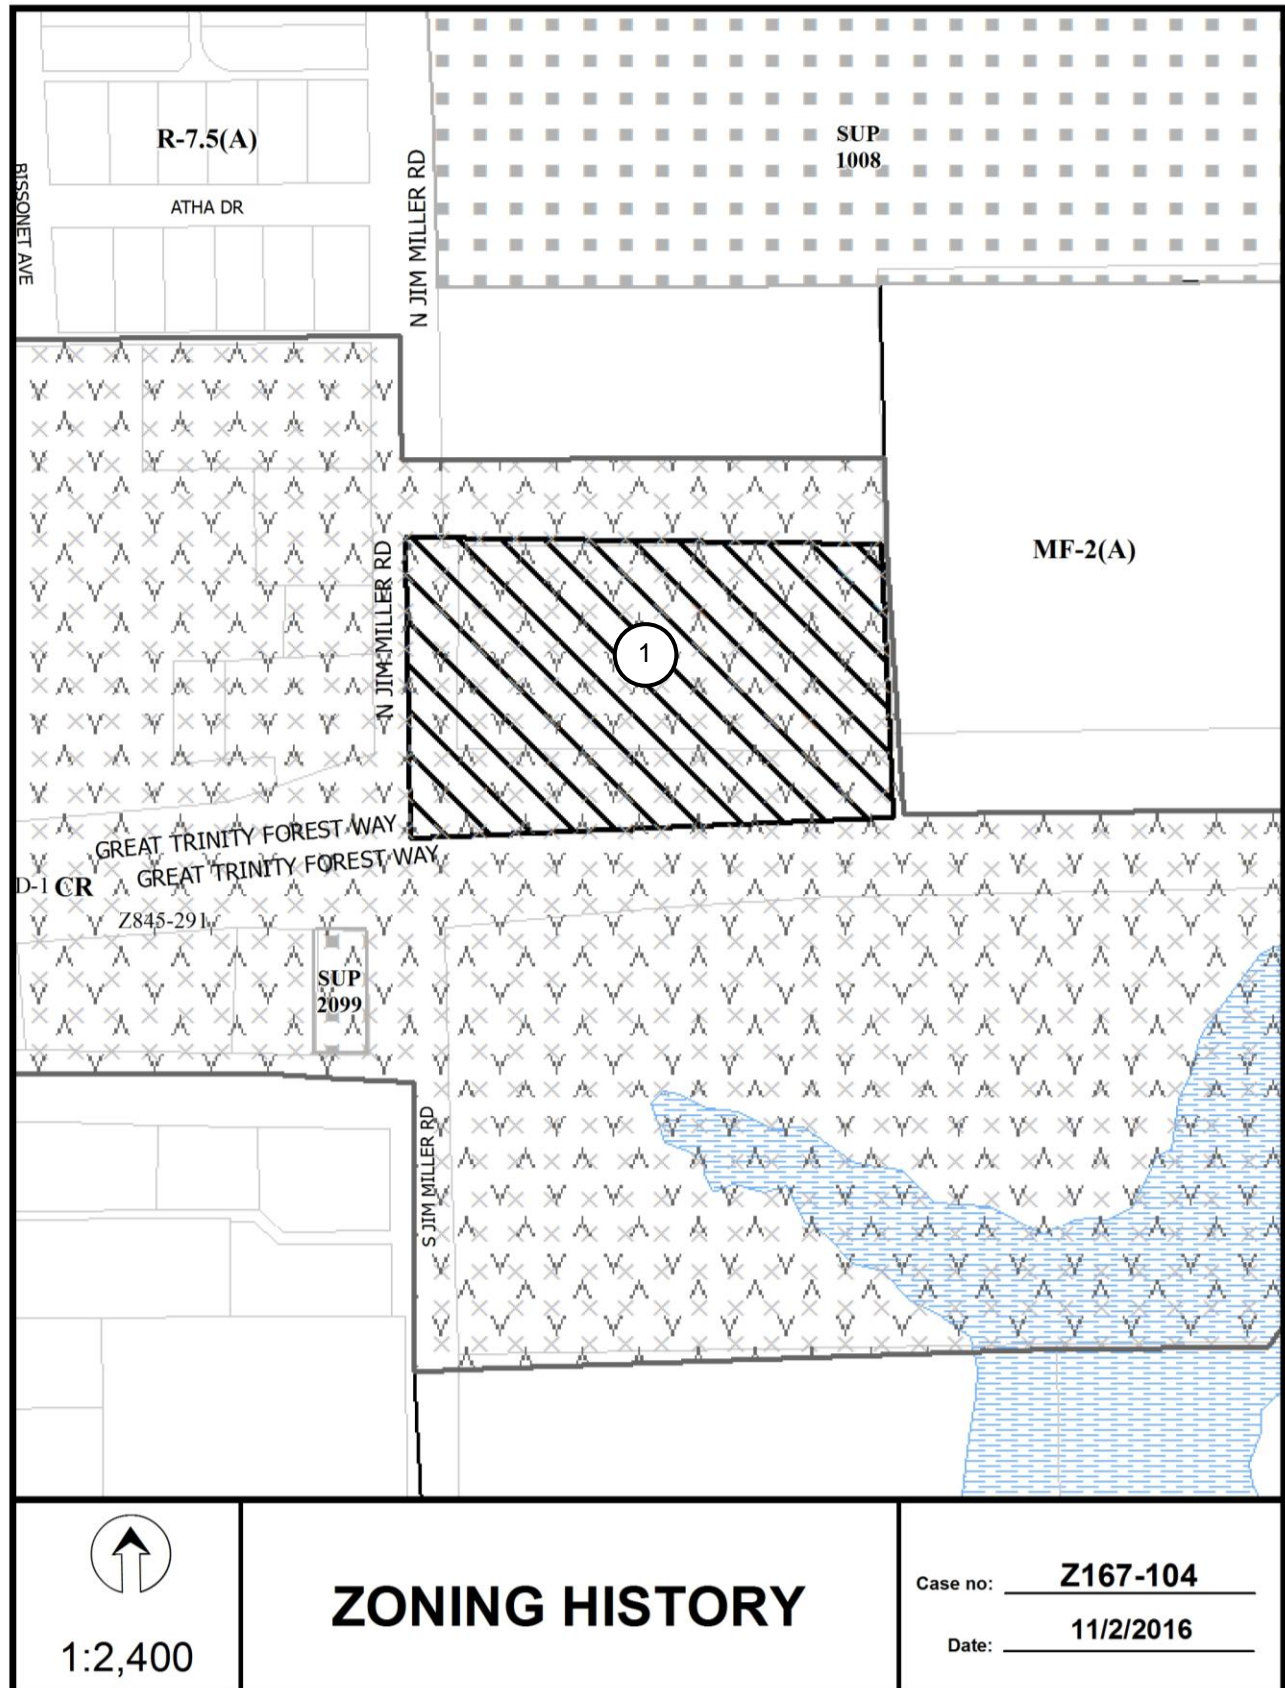 SUP
1008
R-7.5(A)
BISSONET AVE
ATHA DR
N JIM MILLER RD
MF-2(A)
N JIM MILLER RD
1
GREAT TRINITY FOREST WAY
GREAT TRINITY FOREST WAY
D-1 CR
Z845-291
SUP
2099
S JIM MILLER RD
1:2,400
ZONING HISTORY
Case no: Z167-104
Date: 11/2/2016